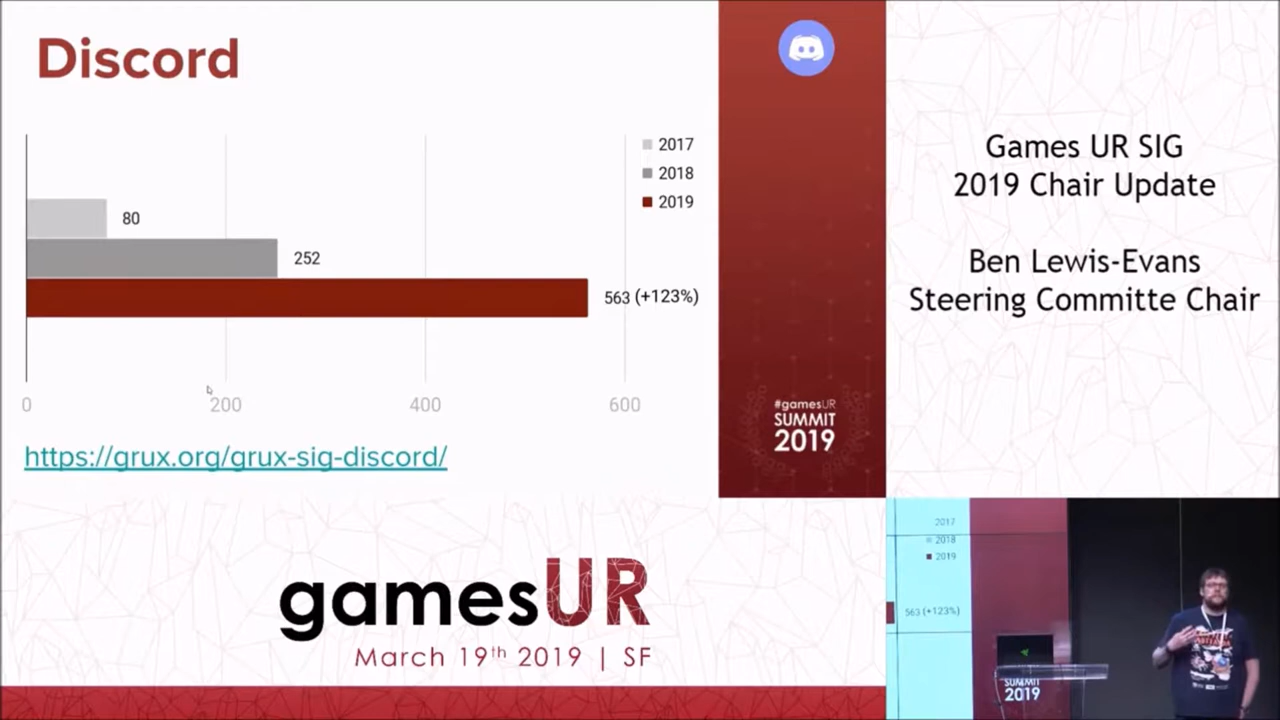 Discord
2017
2018
2019
80
252
563 (+123%)
0
200
400
600
https://grux.org/grux-sig-discord/
#gamesUR
SUMMIT
2019
Games UR SIG
2019 Chair Update
Ben Lewis-Evans
Steering Committe Chair
gamesUR
March 19th 2019 | SF
2017
2018
2019
563 (+123%)
SUMMIT
2019